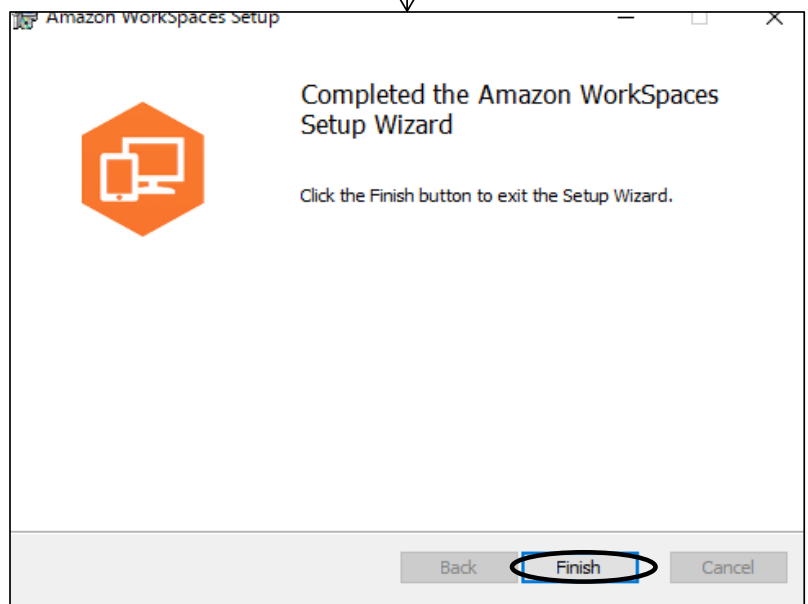 Amazon WorkSpaces Setup
Completed the Amazon WorkSpaces
Setup Wizard
Click the Finish button to exit the Setup Wizard.
Back Finish Cancel